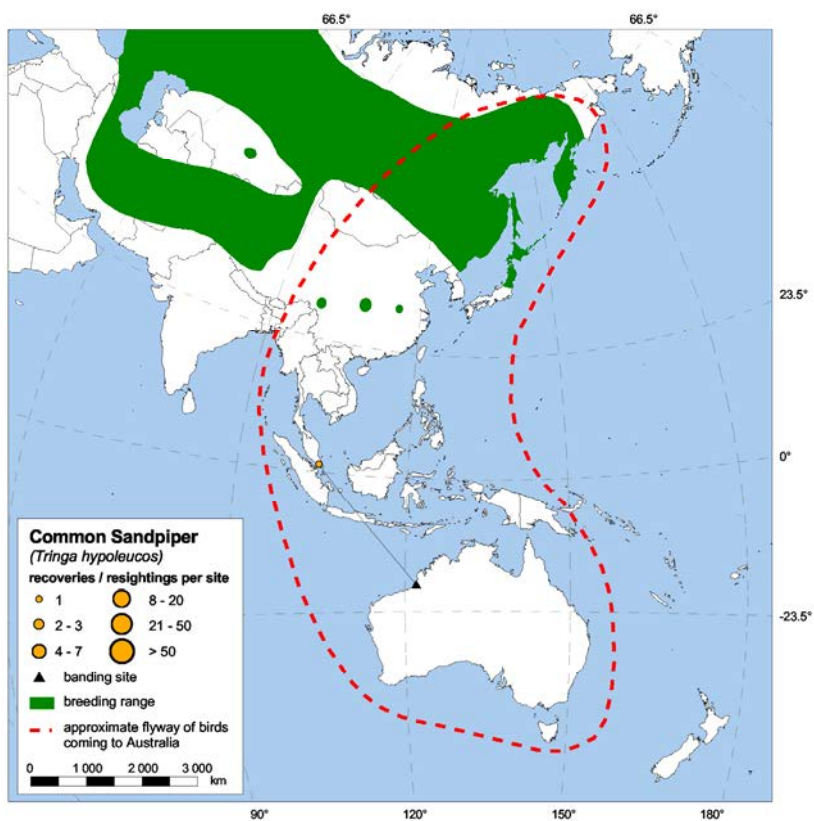 66.5°
66.5°
23.5°
0°
-23.5°
Common Sandpiper
(Tringa hypoleucos)
recoveries / resightings per site
1
8 - 20
2 - 3
21 - 50
4 - 7
> 50
banding site
breeding range
approximate flyway of birds
coming to Australia
0 1 000 2 000 3 000
km
90°
120°
150°
180°